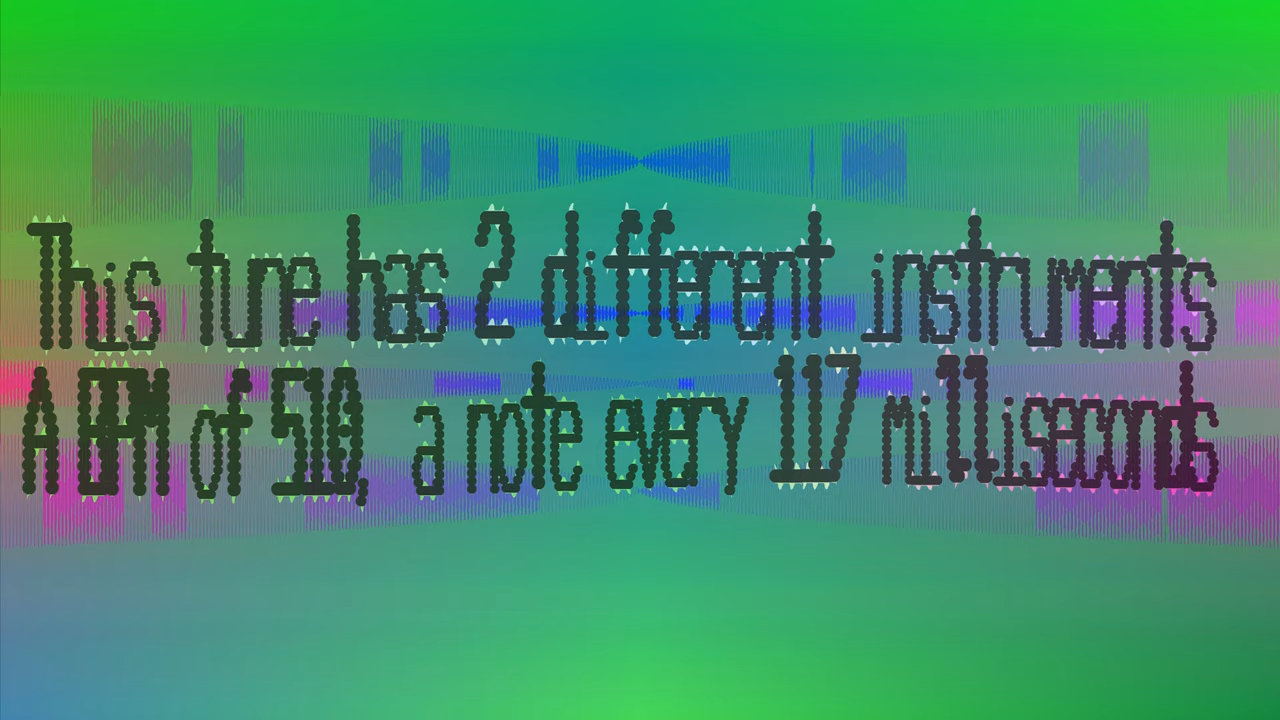 This tune has 2 different instruments
A BPM of 510, a note every 117 milliseconds